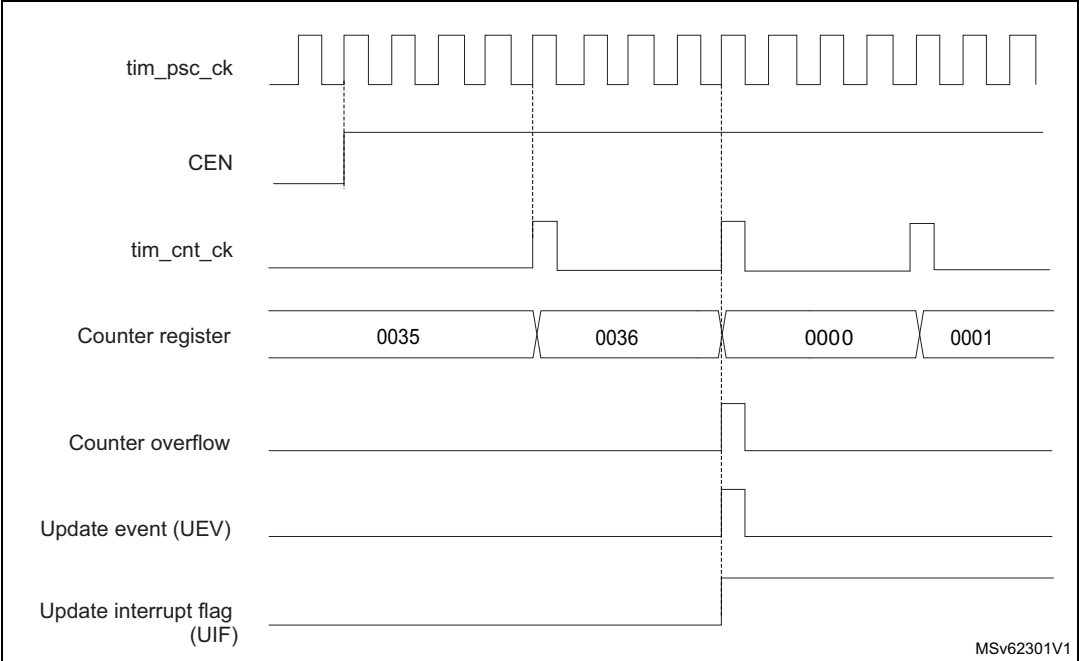 tim_psc_ck
CEN
tim_cnt_ck
Counter register
0035
0036
0000
0001
Counter overflow
Update event (UEV)
Update interrupt flag
(UIF)
MSv62301V1